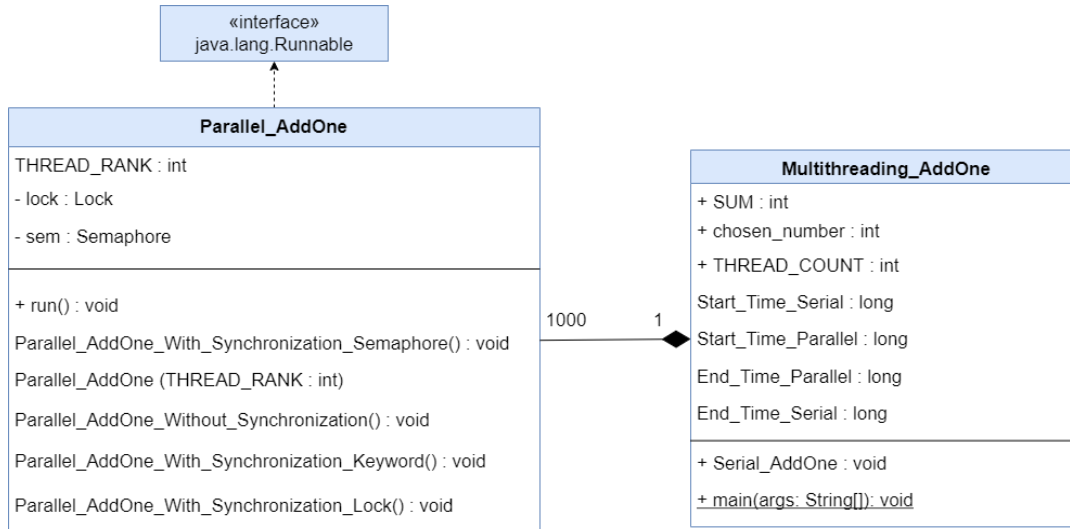 «interface»
java.lang.Runnable
Parallel_AddOne
THREAD_RANK : int
- lock : Lock
- sem : Semaphore
+ run() : void
Parallel_AddOne_With_Synchronization_Semaphore() : void
Parallel_AddOne (THREAD_RANK : int)
Parallel_AddOne_Without_Synchronization() : void
Parallel_AddOne_With_Synchronization_Keyword() : void
Parallel_AddOne_With_Synchronization_Lock() : void
1000
1
Multithreading_AddOne
+ SUM : int
+ chosen_number : int
+ THREAD_COUNT : int
Start_Time_Serial : long
Start_Time_Parallel : long
End_Time_Parallel : long
End_Time_Serial : long
+ Serial_AddOne : void
+ main(args: String[]): void